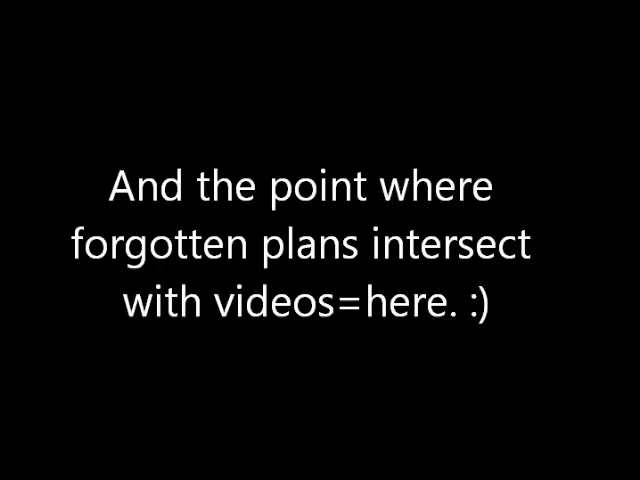 And the point where
forgotten plans intersect
with videos=here. :)